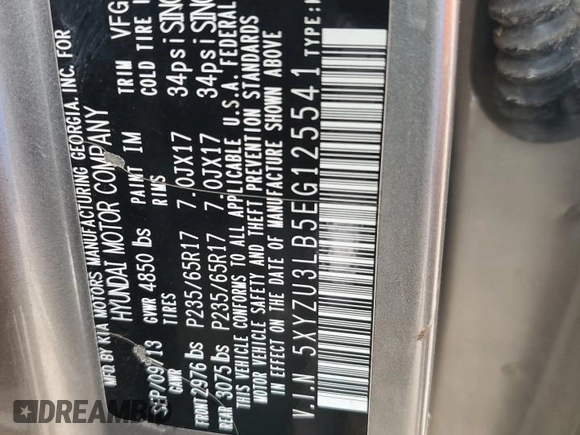 MFD BY KIA MOTORS MANUFACTURING GEORGIA, INC. FOR
HYUNDAI MOTOR COMPANY
SEP/09/13 GVWR 4850 lbs PAINT IM TRIM VFG
GAWR TIRES RIMS COLD TIRE
FRONT 2976 lbs P235/65R17 7.0JX17 34psi SING
REAR 3075 lbs P235/65R17 7.0JX17 34psi SING
THIS VEHICLE CONFORMS TO ALL APPLICABLE U.S.A. FEDERAL
MOTOR VEHICLE SAFETY AND THEFT PREVENTION STANDARDS
IN EFFECT ON THE DATE OF MANUFACTURE SHOWN ABOVE
V.I.N 5XYZU3LB5EG125541 TYPE:
DREAMBID